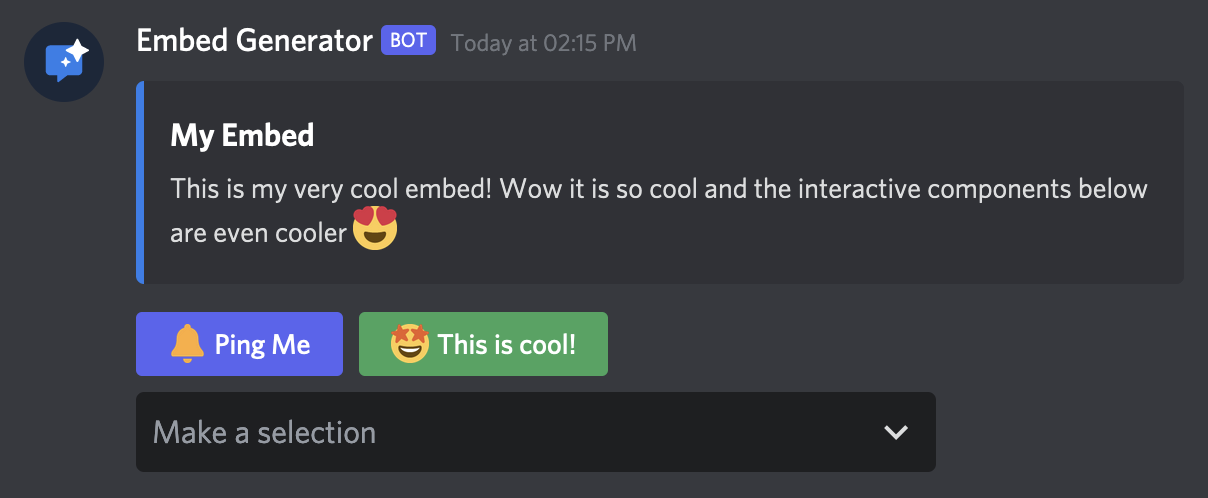 Embed Generator BOT Today at 02:15 PM
My Embed
This is my very cool embed! Wow it is so cool and the interactive components below
are even cooler 😍
🔔 Ping Me 🤩 This is cool!
Make a selection